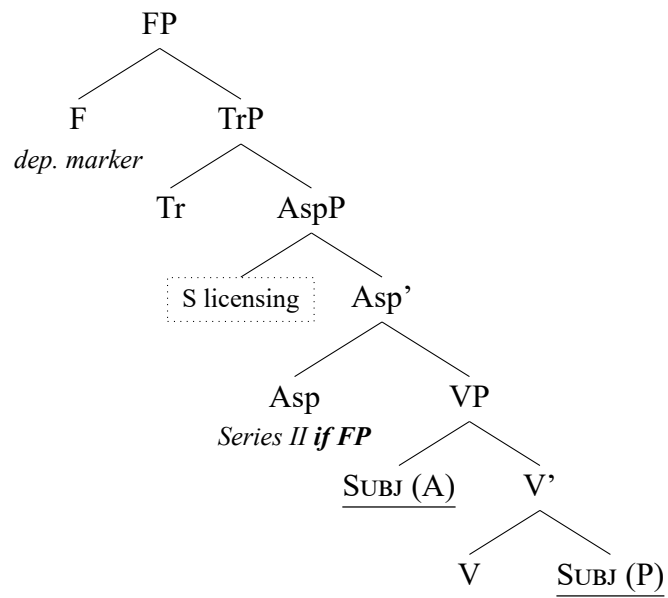 FP
F TrP
dep. marker
Tr AspP
S licensing Asp’
Asp VP
Series II if FP
SUBJ (A) V’
V SUBJ (P)